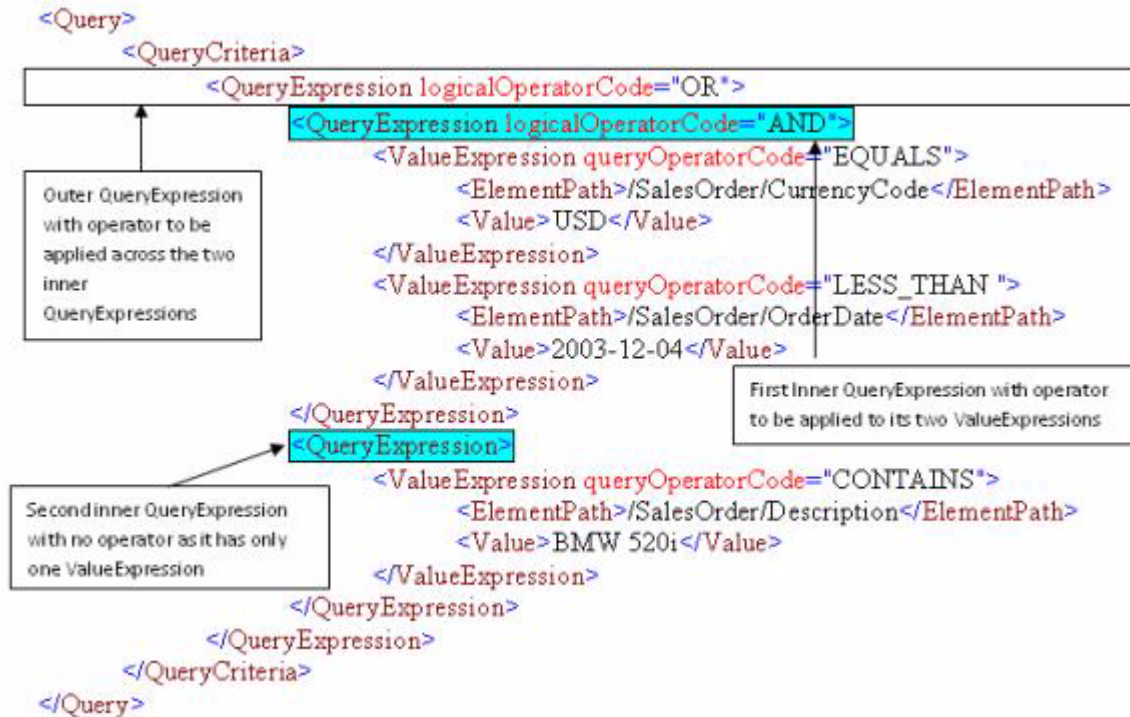 <Query>
<QueryCriteria>
<QueryExpression logicalOperatorCode="OR">
<QueryExpression logicalOperatorCode="AND">
<ValueExpression queryOperatorCode="EQUALS">
<ElementPath>/SalesOrder/CurrencyCode</ElementPath>
<Value>USD</Value>
</ValueExpression>
<ValueExpression queryOperatorCode="LESS_THAN ">
<ElementPath>/SalesOrder/OrderDate</ElementPath>
<Value>2003-12-04</Value>
</ValueExpression>
</QueryExpression>
<QueryExpression>
<ValueExpression queryOperatorCode="CONTAINS">
<ElementPath>/SalesOrder/Description</ElementPath>
<Value>BMW 520i</Value>
</ValueExpression>
</QueryExpression>
</QueryExpression>
</QueryCriteria>
</Query>
Outer QueryExpression
with operator to be
applied across the two
inner
QueryExpressions
First Inner QueryExpression with operator
to be applied to its two ValueExpressions
Second inner QueryExpression
with no operator as it has only
one ValueExpression